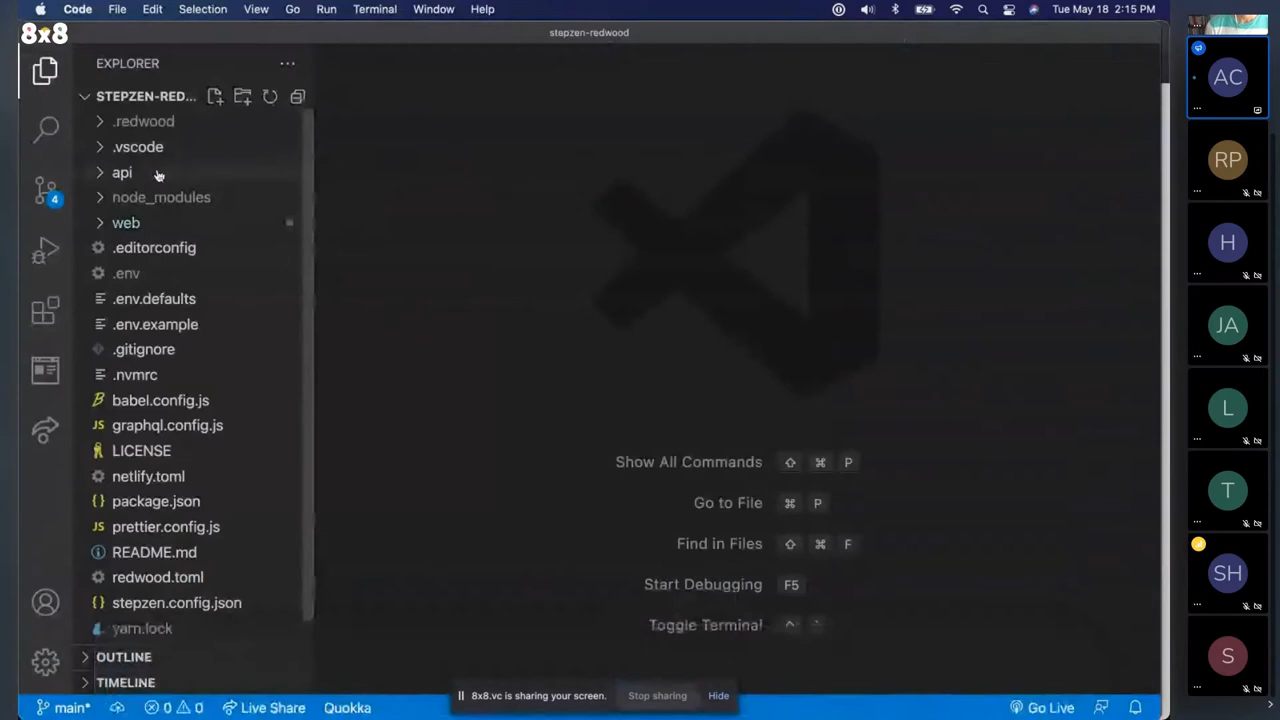 Code File Edit Selection View Go Run Terminal Window Help Tue May 18 2:15 PM
8x8
stepzen-redwood
EXPLORER
STEPZEN-RED...
.redwood
.vscode
api
node_modules
web
.editorconfig
.env
.env.defaults
.env.example
.gitignore
.nvmrc
babel.config.js
graphql.config.js
LICENSE
netlify.toml
package.json
prettier.config.js
README.md
redwood.toml
stepzen.config.json
yarn.lock
OUTLINE
TIMELINE
4
Show All Commands ⇧ ⌘ P
Go to File ⌘ P
Find in Files ⇧ ⌘ F
Start Debugging F5
Toggle Terminal ^ `
8x8.vc is sharing your screen. Stop sharing Hide
main* 0 0 Live Share Quokka Go Live
AC
RP
H
JA
L
T
SH
S